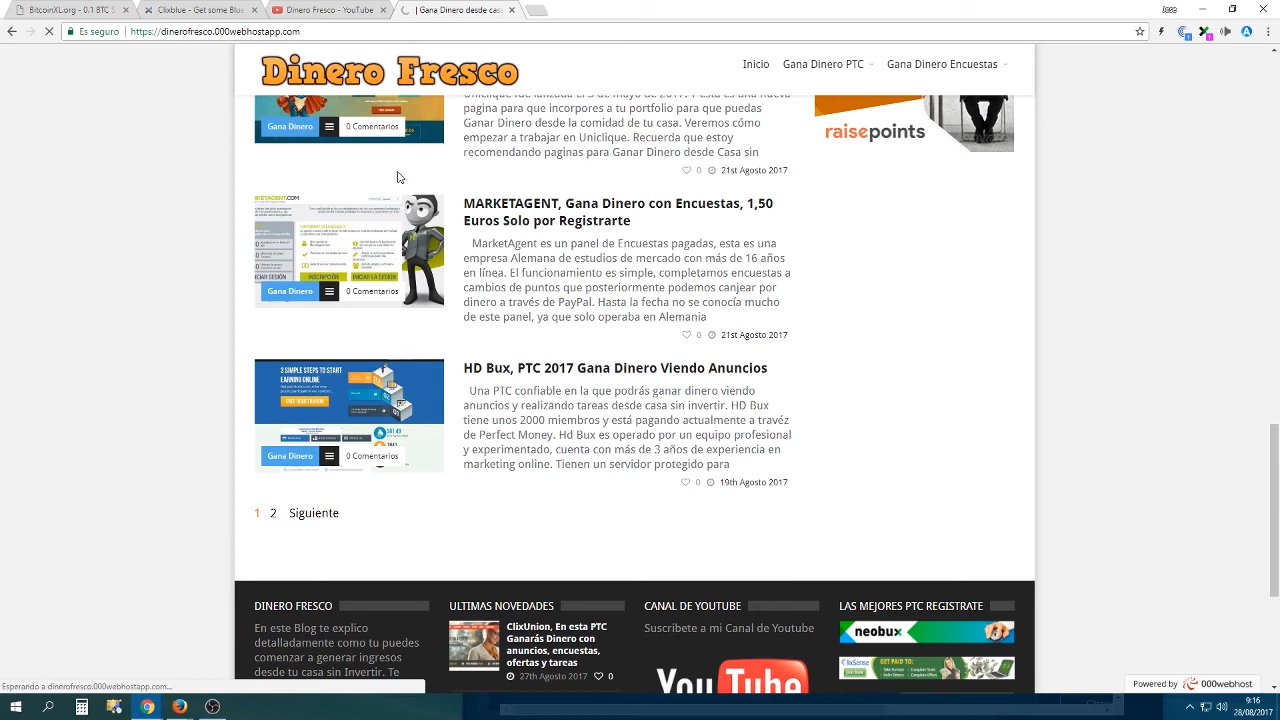 BitcoinXLorg - 0.1 BTC S
Clixblue - Get some Blu
Dinero Fresco - YouTube
| Gana Dinero desde cas
Es seguro
https://dinerofresco.000webhostapp.com
Dinero Fresco
Inicio
Gana Dinero PTC
Gana Dinero Encuestas
pagina para que incorpores a tu portfolio para que puedas
Ganar Dinero desde la comidad de tu casa. Veremos cómo
empezar a trabajar en Uniclique. Recuerda que estoy
recomendando paginas para Ganar Dinero desde Casa sin
Gana Dinero
0 Comentarios
0
21st Agosto 2017
raisepoints
MARKETAGENT, Gana Dinero con Encuestas, 1,50
Euros Solo por Registrarte
MarketAgent es un panel de Encuestas pagadas, esta es una
empresa Alemana de estudios de mercado con más de 15 años
en línea. El funcionamiento es simple, completamos encuestas a
cambios de puntos que posteriormente podemos canjear por
dinero a través de PayPal. Hasta la fecha no se conocía mucho
de este panel, ya que solo operaba en Alemania
RKETAGENT.COM
INSCRIPCIÓN
INICIAR LA SESIÓN
Gana Dinero
0 Comentarios
0
21st Agosto 2017
HD Bux, PTC 2017 Gana Dinero Viendo Anuncios
Una PTC confiable en la que podrás ganar dinero viendo
anuncios y realizando tareas desde casa sin invertir. HD Bux
tiene unos 2000 miembros y está pagando actualmente a travéz
de Perfect Money. Hd Bux es operado por un equipo profesional
y experimentado, cuenta con más de 3 años de experiencia en
marketing online. Tienen un servidor protegido para
3 SIMPLE STEPS TO START
EARNING ONLINE
Gana Dinero
0 Comentarios
0
19th Agosto 2017
1 2 Siguiente
DINERO FRESCO
En este Blog te explico
detalladamente como tu puedes
comenzar a generar ingresos
desde tu casa sin Invertir. Te
ULTIMAS NOVEDADES
ClixUnion, En esta PTC
Ganarás Dinero con
anuncios, encuestas,
ofertas y tareas
27th Agosto 2017
0
CANAL DE YOUTUBE
Suscribete a mi Canal de Youtube
YouTube
LAS MEJORES PTC REGISTRATE
neobux
clixSense
GET PAID TO:
Esperando a dinerofresco.000webhostapp.com...
Powered by 000webhost
9:16
28/08/2017